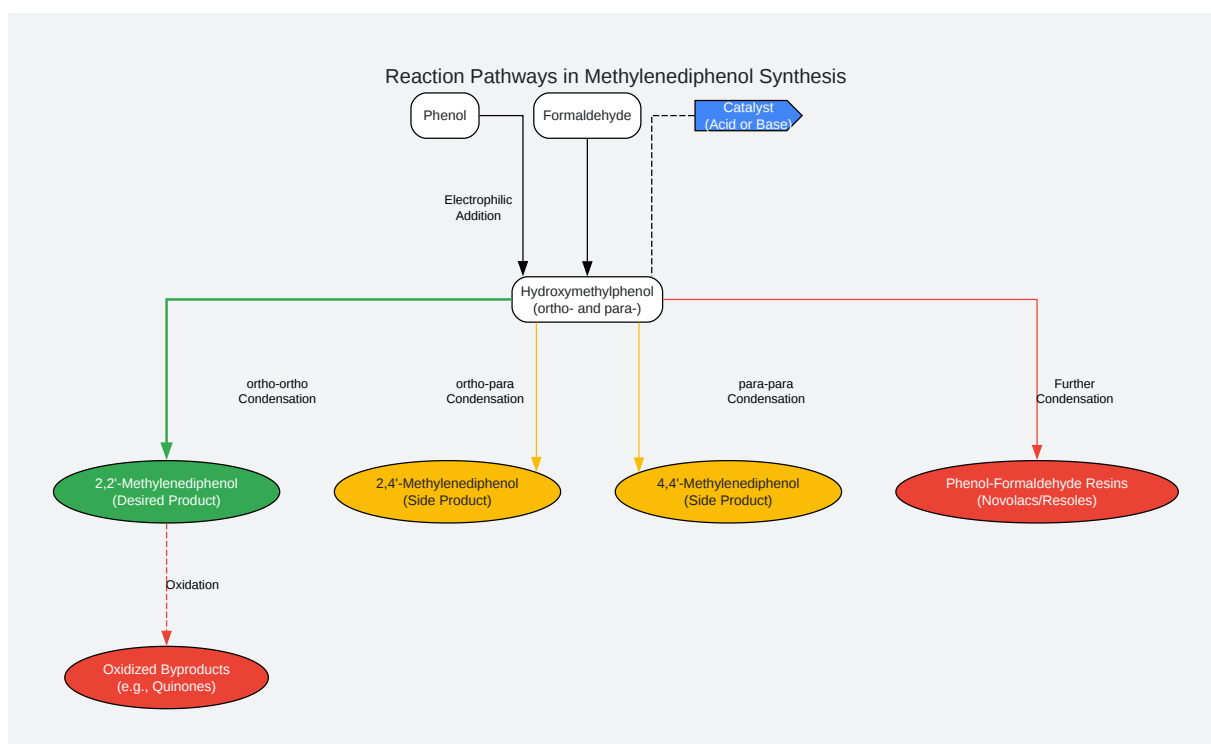 Reaction Pathways in Methylenediphenol Synthesis
Phenol
Formaldehyde
Catalyst
(Acid or Base)
Electrophilic
Addition
Hydroxymethylphenol
(ortho- and para-)
ortho-ortho
Condensation
ortho-para
Condensation
para-para
Condensation
Further
Condensation
2,2'-Methylenediphenol
(Desired Product)
2,4'-Methylenediphenol
(Side Product)
4,4'-Methylenediphenol
(Side Product)
Phenol-Formaldehyde Resins
(Novolacs/Resoles)
Oxidation
Oxidized Byproducts
(e.g., Quinones)